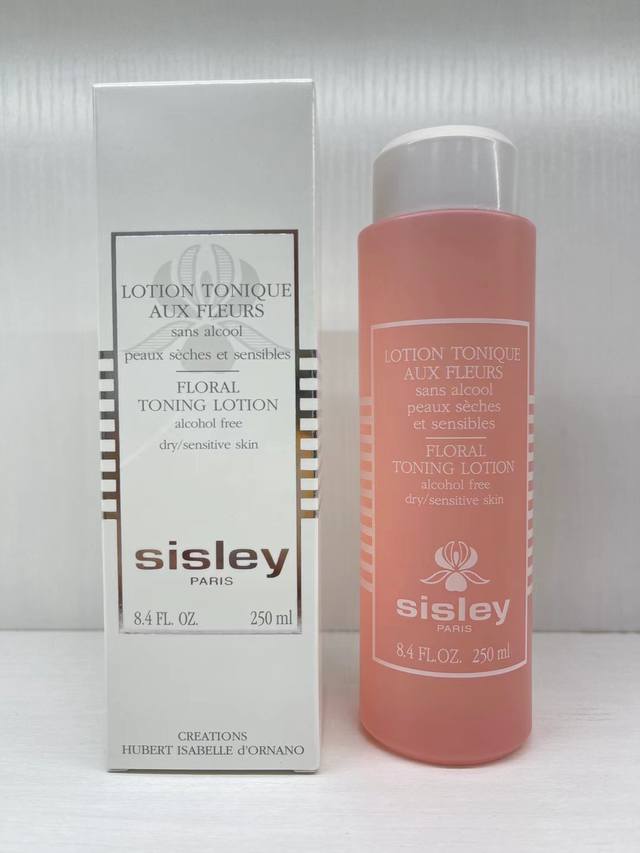 LOTION TONIQUE
AUX FLEURS
sans alcool
peaux sèches et sensibles
FLORAL
TONING LOTION
alcohol free
dry/sensitive skin
sisley
PARIS
8.4 FL. OZ. 250 ml
CREATIONS
HUBERT ISABELLE d'ORNANO
LOTION TONIQUE
AUX FLEURS
sans alcool
peaux sèches
et sensibles
FLORAL
TONING LOTION
alcohol free
dry/sensitive skin
sisley
PARIS
8.4 FL.OZ. 250 ml